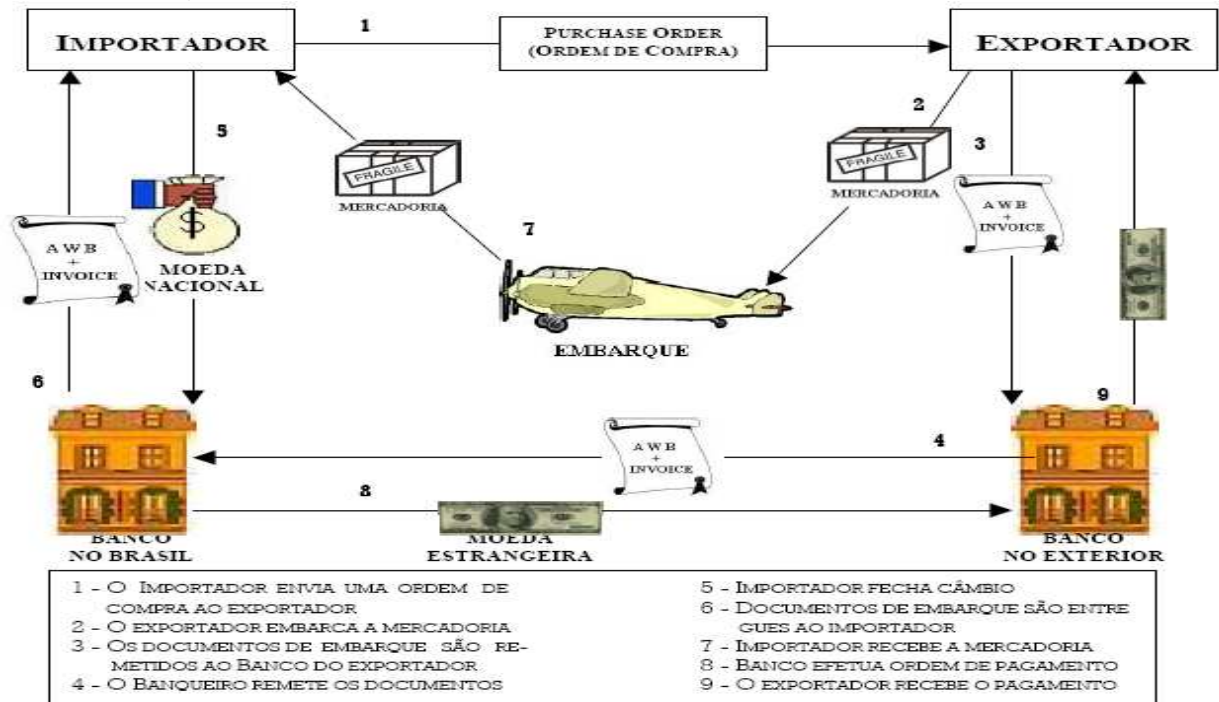 IMPORTADOR
1
PURCHASE ORDER
(ORDEM DE COMPRA)
EXPORTADOR
2
3
5
FRAGILE
MERCADORIA
FRAGILE
MERCADORIA
AWB
+
INVOICE
$
MOEDA
NACIONAL
7
AWB
+
INVOICE
EMBARQUE
6
9
AWB
+
INVOICE
4
8
BANCO
NO BRASIL
MOEDA
ESTRANGEIRA
BANCO
NO EXTERIOR
1 - O IMPORTADOR ENVIA UMA ORDEM DE
COMPRA AO EXPORTADOR
2 - O EXPORTADOR EMBARCA A MERCADORIA
3 - OS DOCUMENTOS DE EMBARQUE SÃO RE-
METIDOS AO BANCO DO EXPORTADOR
4 - O BANQUEIRO REMETE OS DOCUMENTOS
5 - IMPORTADOR FECHA CÂMBIO
6 - DOCUMENTOS DE EMBARQUE SÃO ENTRE
GUES AO IMPORTADOR
7 - IMPORTADOR RECEBE A MERCADORIA
8 - BANCO EFETUA ORDEM DE PAGAMENTO
9 - O EXPORTADOR RECEBE O PAGAMENTO